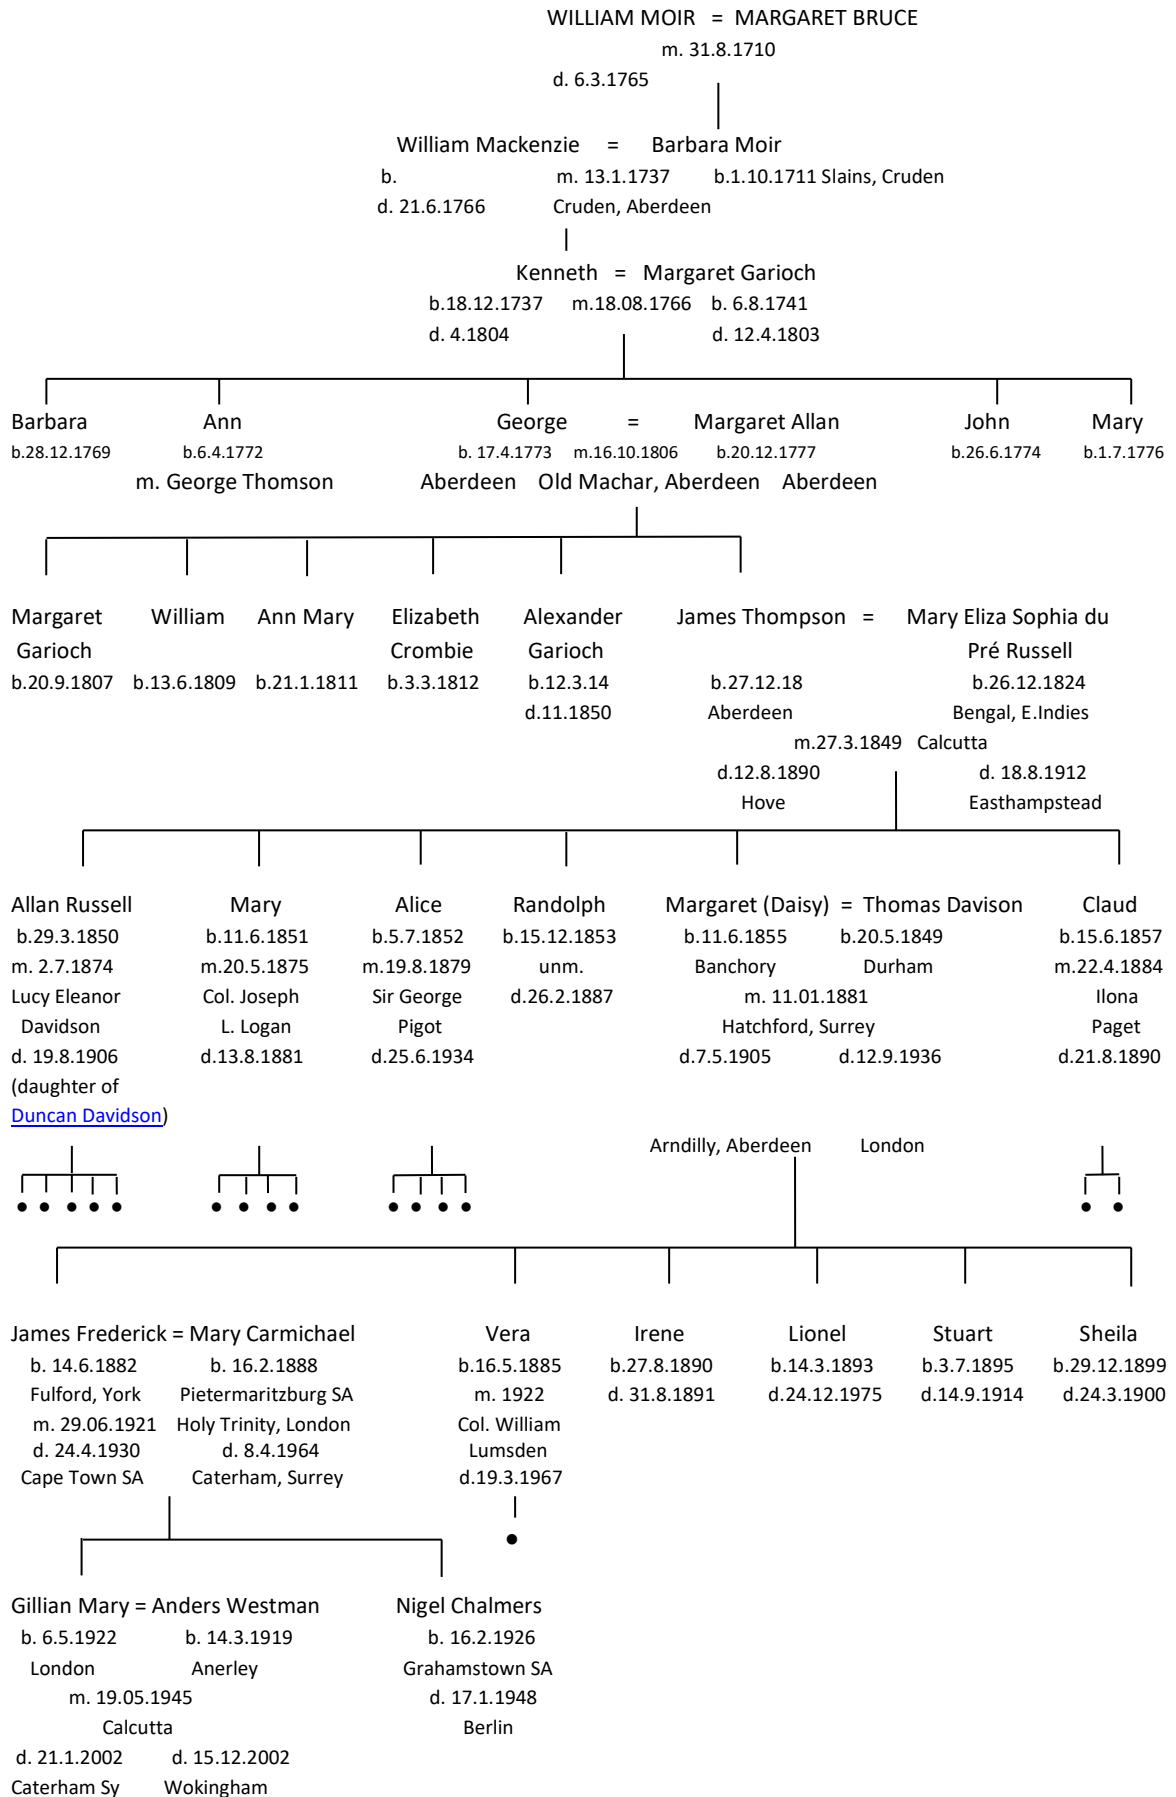 WILLIAM MOIR = MARGARET BRUCE
m. 31.8.1710
d. 6.3.1765
William Mackenzie = Barbara Moir
b. m. 13.1.1737 b.1.10.1711 Slains, Cruden
d. 21.6.1766 Cruden, Aberdeen
Kenneth = Margaret Garioch
b.18.12.1737 m.18.08.1766 b. 6.8.1741
d. 4.1804 d. 12.4.1803
Barbara Ann George = Margaret Allan John Mary
b.28.12.1769 b.6.4.1772 b. 17.4.1773 m.16.10.1806 b.20.12.1777 b.26.6.1774 b.1.7.1776
m. George Thomson Aberdeen Old Machar, Aberdeen Aberdeen
Margaret William Ann Mary Elizabeth Alexander James Thompson = Mary Eliza Sophia du
Garioch Crombie Garioch Pré Russell
b.20.9.1807 b.13.6.1809 b.21.1.1811 b.3.3.1812 b.12.3.14 b.27.12.18 b.26.12.1824
d.11.1850 Aberdeen Bengal, E.Indies
m.27.3.1849 Calcutta
d.12.8.1890 d. 18.8.1912
Hove Easthampstead
Allan Russell Mary Alice Randolph Margaret (Daisy) = Thomas Davison Claud
b.29.3.1850 b.11.6.1851 b.5.7.1852 b.15.12.1853 b.11.6.1855 b.20.5.1849 b.15.6.1857
m. 2.7.1874 m.20.5.1875 m.19.8.1879 unm. Banchory Durham m.22.4.1884
Lucy Eleanor Col. Joseph Sir George d.26.2.1887 m. 11.01.1881 Ilona
Davidson L. Logan Pigot Hatchford, Surrey Paget
d. 19.8.1906 d.13.8.1881 d.25.6.1934 d.7.5.1905 d.12.9.1936 d.21.8.1890
(daughter of
Duncan Davidson)
Arndilly, Aberdeen London
James Frederick = Mary Carmichael Vera Irene Lionel Stuart Sheila
b. 14.6.1882 b. 16.2.1888 b.16.5.1885 b.27.8.1890 b.14.3.1893 b.3.7.1895 b.29.12.1899
Fulford, York Pietermaritzburg SA m. 1922 d. 31.8.1891 d.24.12.1975 d.14.9.1914 d.24.3.1900
m. 29.06.1921 Holy Trinity, London Col. William
d. 24.4.1930 d. 8.4.1964 Lumsden
Cape Town SA Caterham, Surrey d.19.3.1967
Gillian Mary = Anders Westman Nigel Chalmers
b. 6.5.1922 b. 14.3.1919 b. 16.2.1926
London Anerley Grahamstown SA
m. 19.05.1945 d. 17.1.1948
Calcutta Berlin
d. 21.1.2002 d. 15.12.2002
Caterham Sy Wokingham